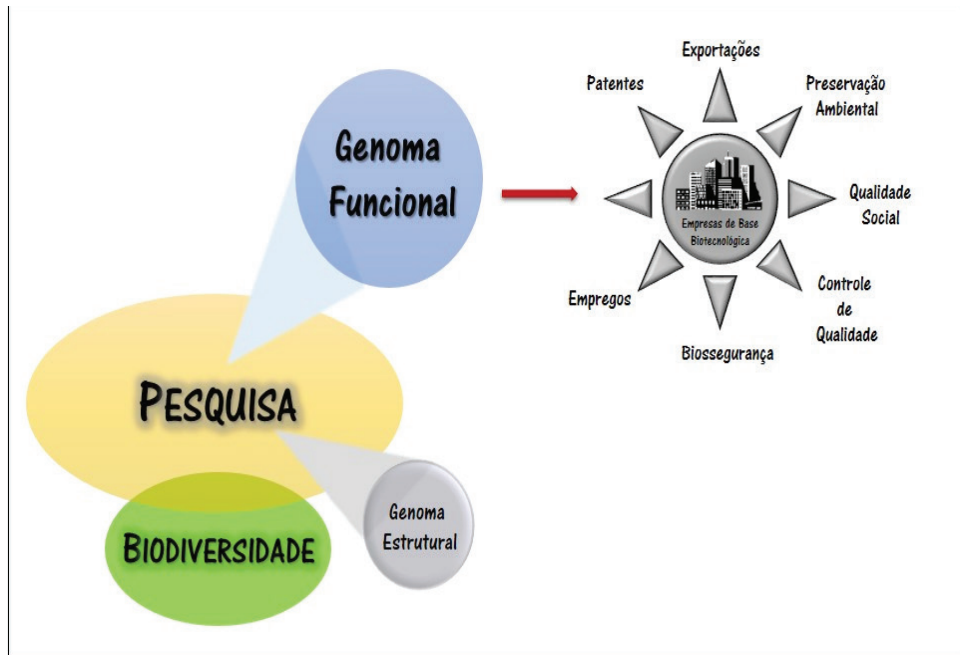 Exportações
Patentes
Preservação
Ambiental
Genoma
Funcional
Empresas de Base
Biotecnológica
Qualidade
Social
Empregos
Controle
de
Qualidade
Biossegurança
PESQUISA
Genoma
Estrutural
BIODIVERSIDADE